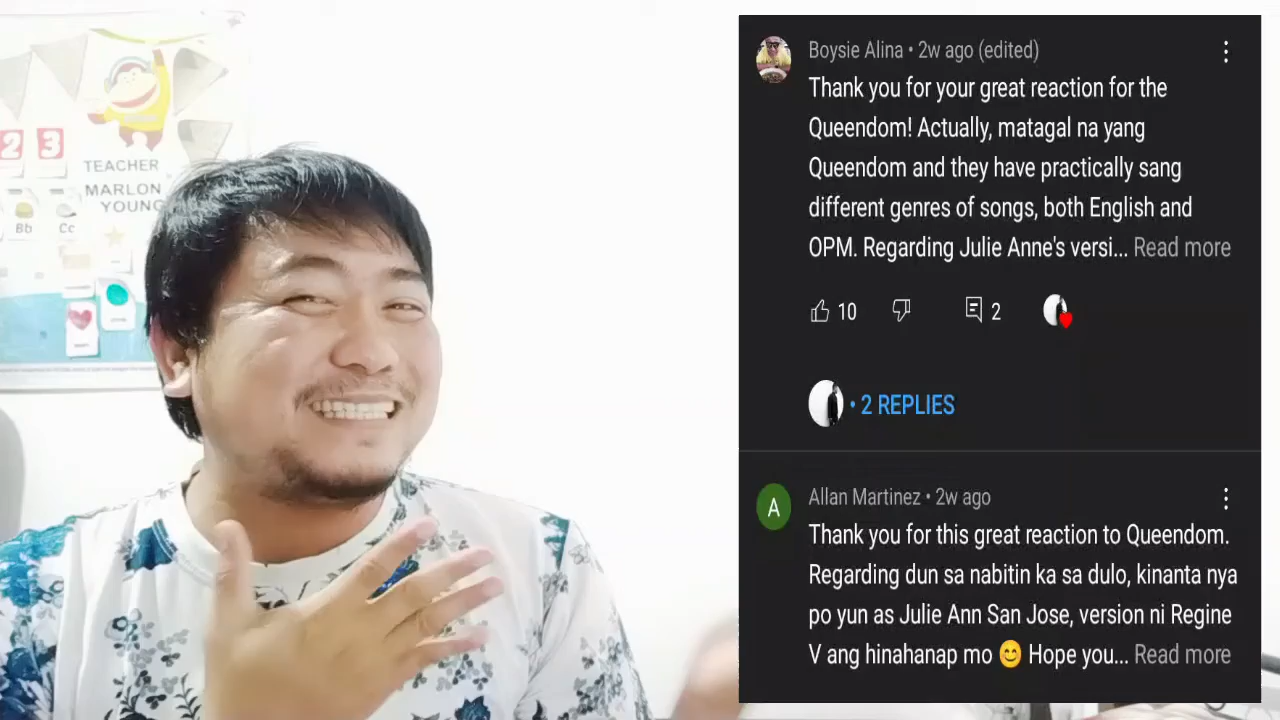 2 3
TEACHER
MARLON
YOUNG
Bb Cc
Boysie Alina • 2w ago (edited)
Thank you for your great reaction for the
Queendom! Actually, matagal na yang
Queendom and they have practically sang
different genres of songs, both English and
OPM. Regarding Julie Anne's versi... Read more
10 2
• 2 REPLIES
A
Allan Martinez • 2w ago
Thank you for this great reaction to Queendom.
Regarding dun sa nabitin ka sa dulo, kinanta nya
po yun as Julie Ann San Jose, version ni Regine
V ang hinahanap mo 😊 Hope you... Read more